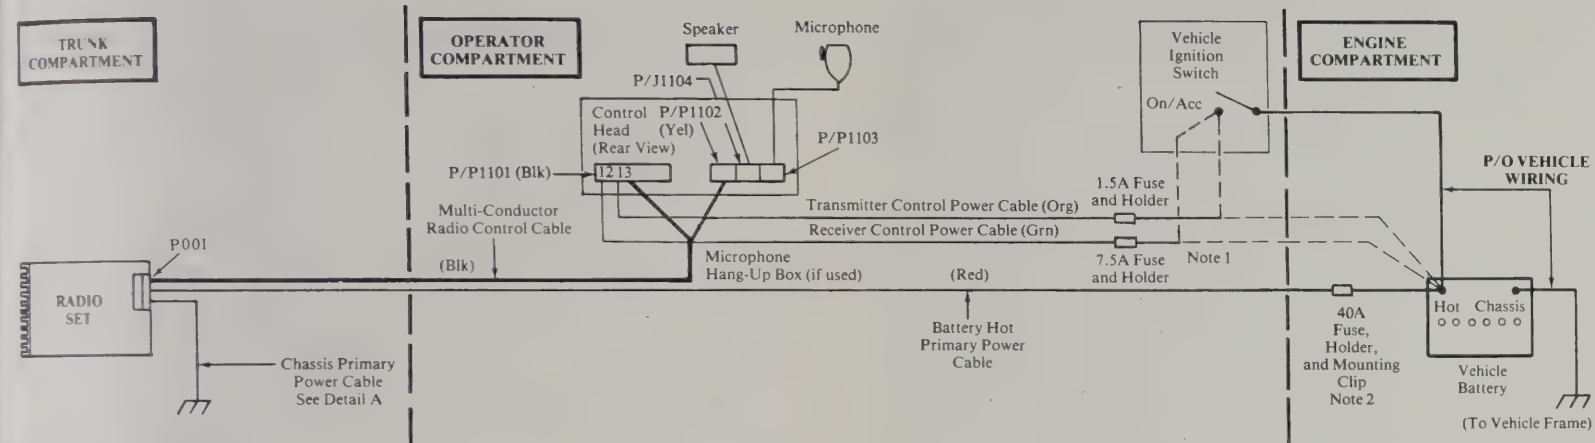 TRUNK
COMPARTMENT
OPERATOR
COMPARTMENT
Speaker
Microphone
P/J1104
Control
Head
(Rear View)
P/P1102
(Yel)
P/P1103
P/P1101 (Blk)
12 13
Vehicle
Ignition
Switch
On/Acc
ENGINE
COMPARTMENT
P/O VEHICLE
WIRING
1.5A Fuse
and Holder
Transmitter Control Power Cable (Org)
Receiver Control Power Cable (Grn)
7.5A Fuse
and Holder
Note 1
Multi-Conductor
Radio Control Cable
(Blk)
P001
Microphone
Hang-Up Box (if used)
(Red)
RADIO
SET
Battery Hot
Primary Power
Cable
Chassis Primary
Power Cable
See Detail A
40A
Fuse,
Holder,
and Mounting
Clip
Note 2
Hot Chassis
Vehicle
Battery
(To Vehicle Frame)